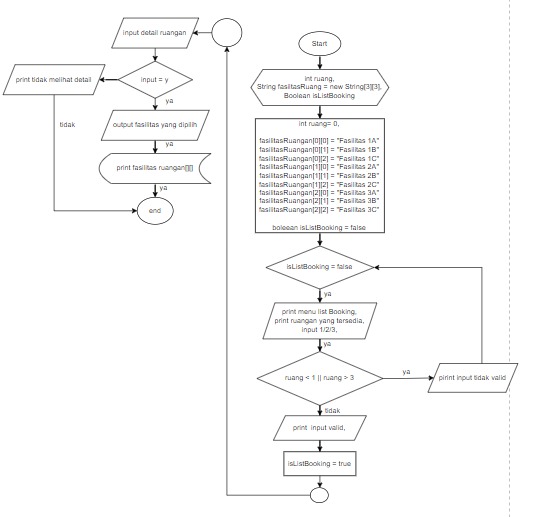 input detail ruangan
Start
print tidak melihat detail
input = y
ya
int ruang,
String fasiltasRuang = new String[3][3],
Boolean isListBooking
output fasilitas yang dipilih
tidak
ya
int ruang= 0,
fasilitasRuangan[0][0] = "Fasilitas 1A"
fasilitasRuangan[0][1] = "Fasilitas 1B"
fasilitasRuangan[0][2] = "Fasilitas 1C"
fasilitasRuangan[1][0] = "Fasilitas 2A"
fasilitasRuangan[1][1] = "Fasilitas 2B"
fasilitasRuangan[1][2] = "Fasilitas 2C"
fasilitasRuangan[2][0] = "Fasilitas 3A"
fasilitasRuangan[2][1] = "Fasilitas 3B"
fasilitasRuangan[2][2] = "Fasilitas 3C"
boleean isListBooking = false
print fasilitas ruangan[][]
ya
end
isListBooking = false
ya
print menu list Booking,
print ruangan yang tersedia,
input 1/2/3,
ya
ruang < 1 || ruang > 3
ya
pirint input tidak valid
tidak
print input valid,
isListBooking = true